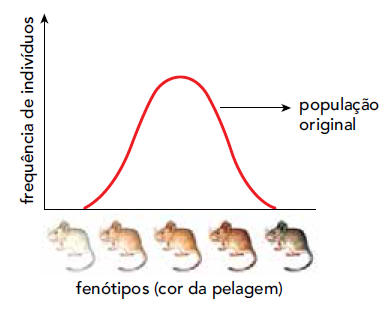 frequência de indivíduos
população
original
fenótipos (cor da pelagem)